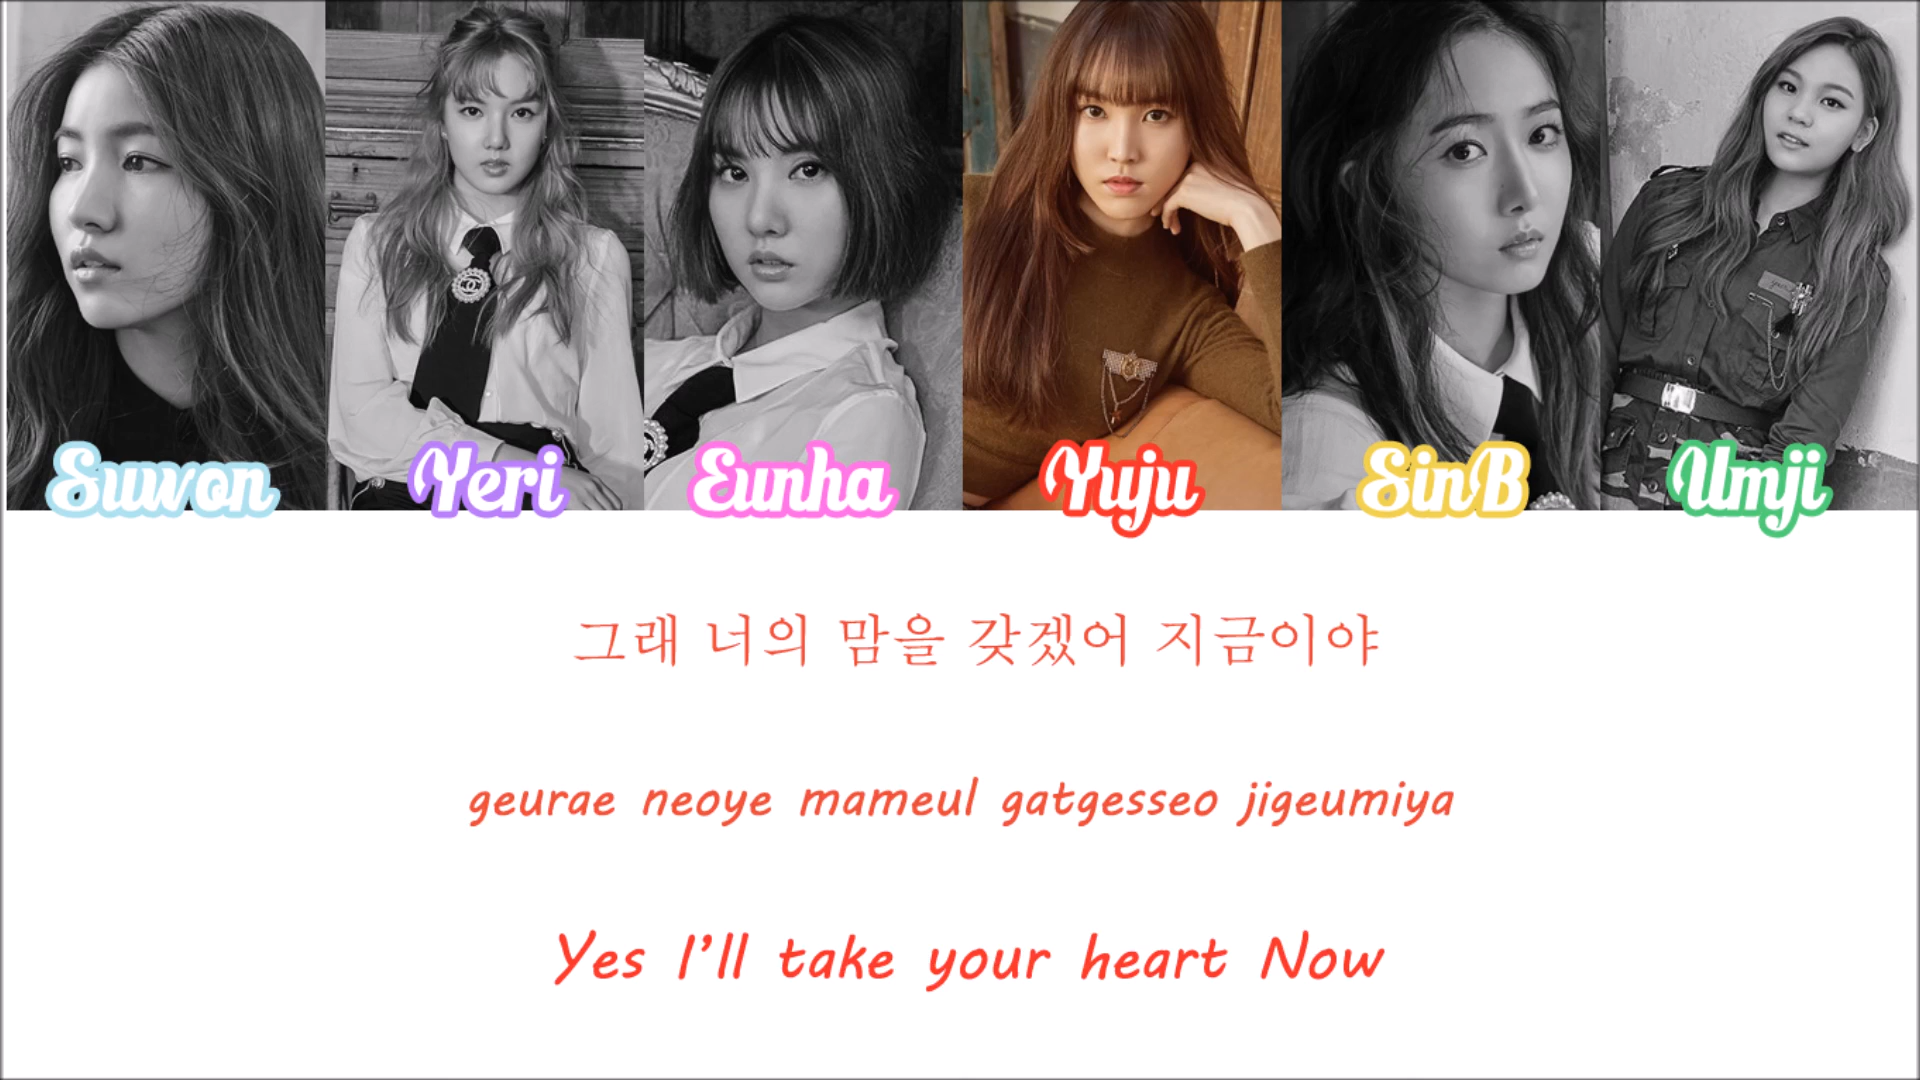 Suwon
Yeri
Eunha
Yuju
SinB
Umji
그래 너의 맘을 갖겠어 지금이야
geurae neoye mameul gatgesseo jigeumiya
Yes I'll take your heart Now